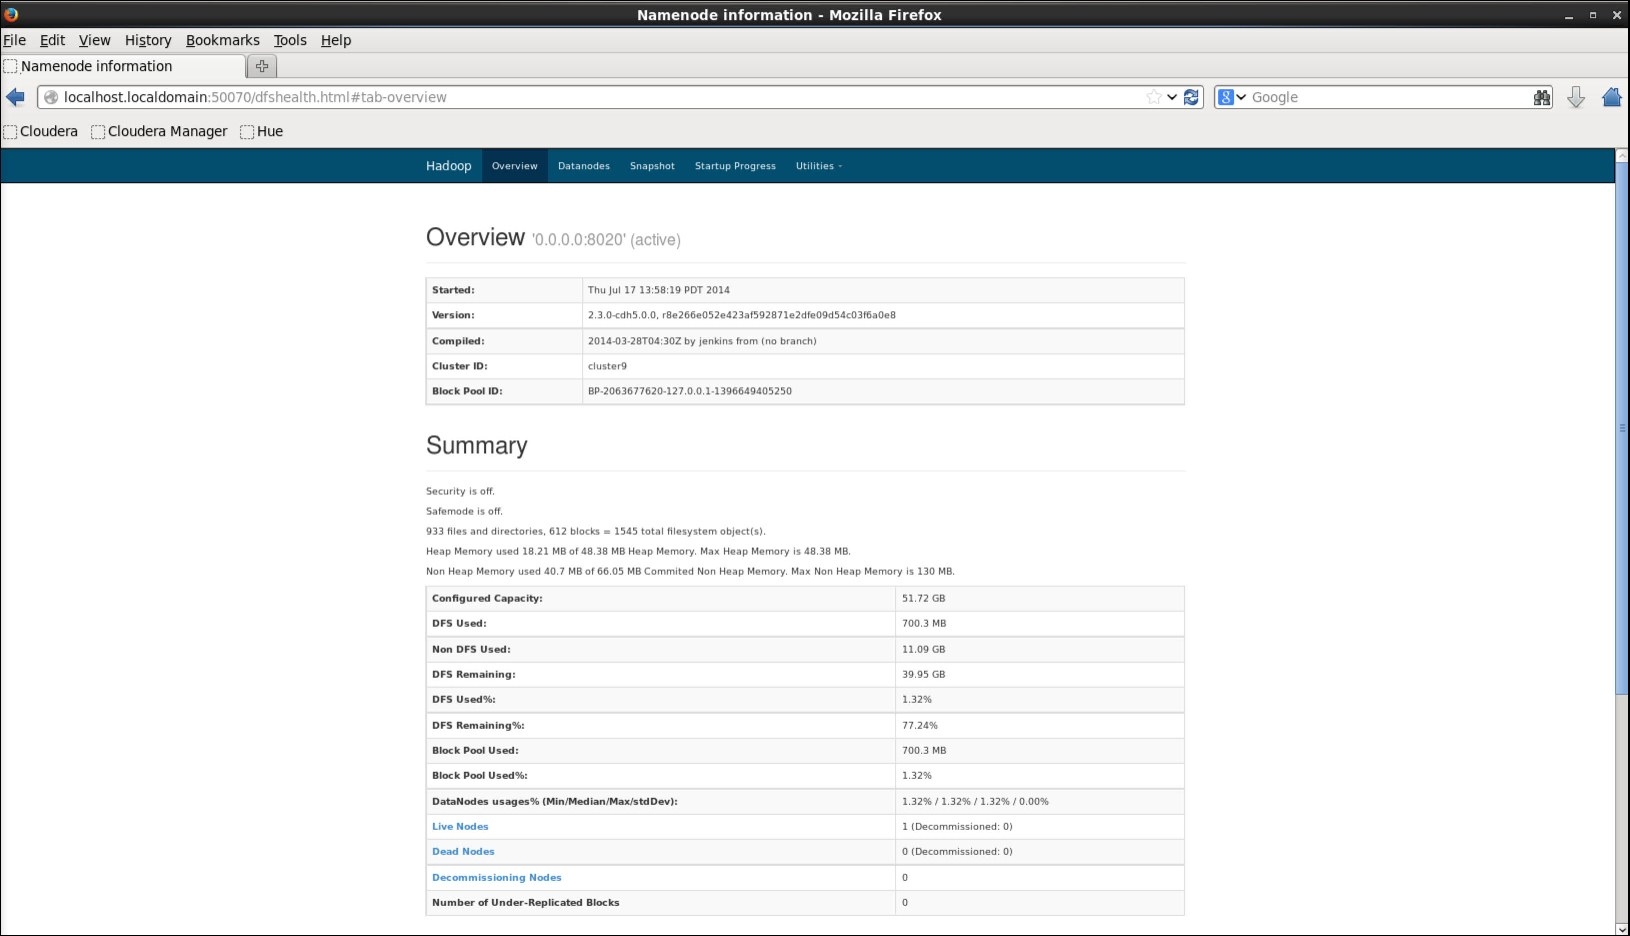 Namenode information - Mozilla Firefox
File Edit View History Bookmarks Tools Help
Namenode information
localhost.localdomain:50070/dfshealth.html#tab-overview
Google
Cloudera Cloudera Manager Hue
Hadoop Overview Datanodes Snapshot Startup Progress Utilities
Overview '0.0.0.0:8020' (active)
Started: Thu Jul 17 13:58:19 PDT 2014
Version: 2.3.0-cdh5.0.0, r8e266e052e423af592871e2dfe09d54c03f6a0e8
Compiled: 2014-03-28T04:30Z by jenkins from (no branch)
Cluster ID: cluster9
Block Pool ID: BP-2063677620-127.0.0.1-1396649405250
Summary
Security is off.
Safemode is off.
933 files and directories, 612 blocks = 1545 total filesystem object(s).
Heap Memory used 18.21 MB of 48.38 MB Heap Memory. Max Heap Memory is 48.38 MB.
Non Heap Memory used 40.7 MB of 66.05 MB Commited Non Heap Memory. Max Non Heap Memory is 130 MB.
Configured Capacity: 51.72 GB
DFS Used: 700.3 MB
Non DFS Used: 11.09 GB
DFS Remaining: 39.95 GB
DFS Used%: 1.32%
DFS Remaining%: 77.24%
Block Pool Used: 700.3 MB
Block Pool Used%: 1.32%
DataNodes usages% (Min/Median/Max/stdDev): 1.32% / 1.32% / 1.32% / 0.00%
Live Nodes 1 (Decommissioned: 0)
Dead Nodes 0 (Decommissioned: 0)
Decommissioning Nodes 0
Number of Under-Replicated Blocks 0